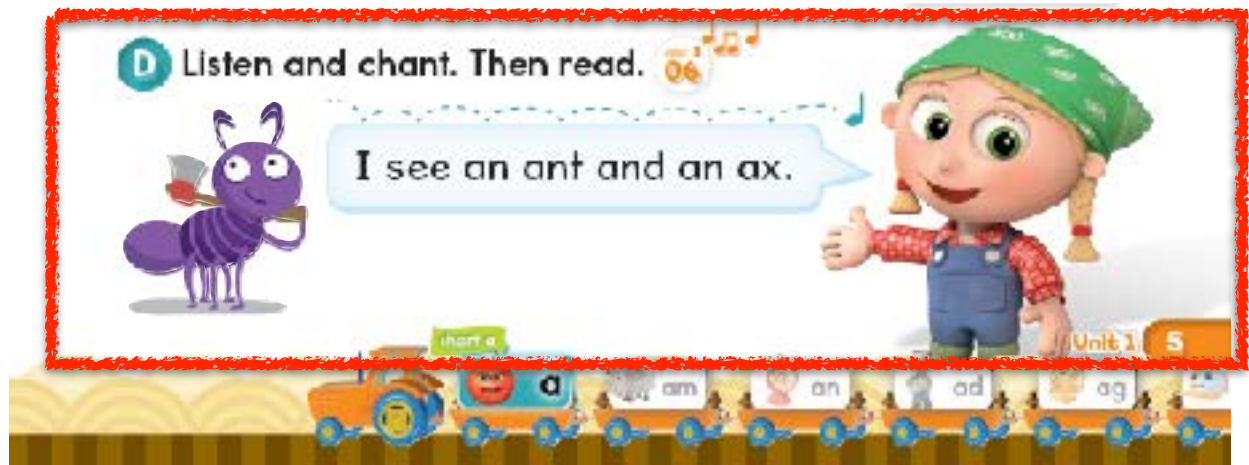 D Listen and chant. Then read. 06
I see an ant and an ax.
short a
Unit 1 5
a am an ad ag